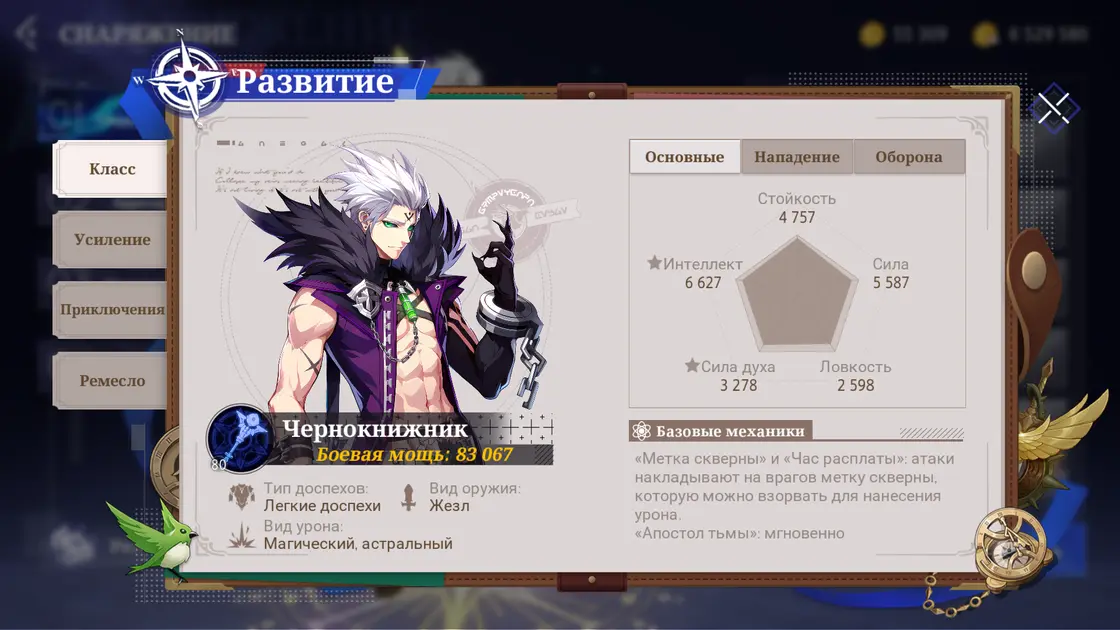 СНАРЯЖЕНИЕ
N
W
E
Развитие
Класс
Усиление
Приключения
Ремесло
Чернокнижник
80
Боевая мощь: 83 067
Тип доспехов:
Легкие доспехи
Вид оружия:
Жезл
Вид урона:
Магический, астральный
Основные
Нападение
Оборона
Стойкость
4 757
Интеллект
6 627
Сила
5 587
Сила духа
3 278
Ловкость
2 598
Базовые механики
«Метка скверны» и «Час расплаты»: атаки
накладывают на врагов метку скверны,
которую можно взорвать для нанесения
урона.
«Апостол тьмы»: мгновенно